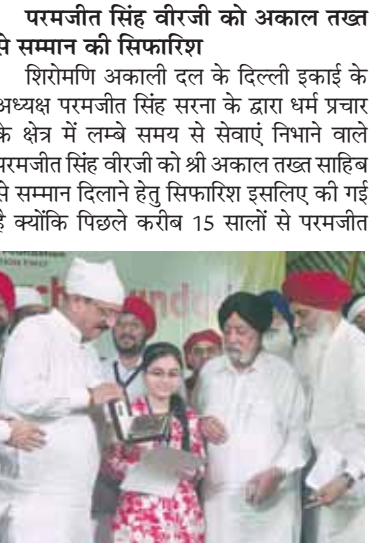 परमजीत सिंह वीरजी को अकाल तख्त
से सम्मान की सिफारिश
शिरोमणि अकाली दल के दिल्ली इकाई के
अध्यक्ष परमजीत सिंह सरना के द्वारा धर्म प्रचार
के क्षेत्र में लम्बे समय से सेवाएं निभाने वाले
परमजीत सिंह वीरजी को श्री अकाल तख्त साहिब
से सम्मान दिलाने हेतु सिफारिश इसलिए की गई
है क्योंकि पिछले करीब 15 सालों से परमजीत